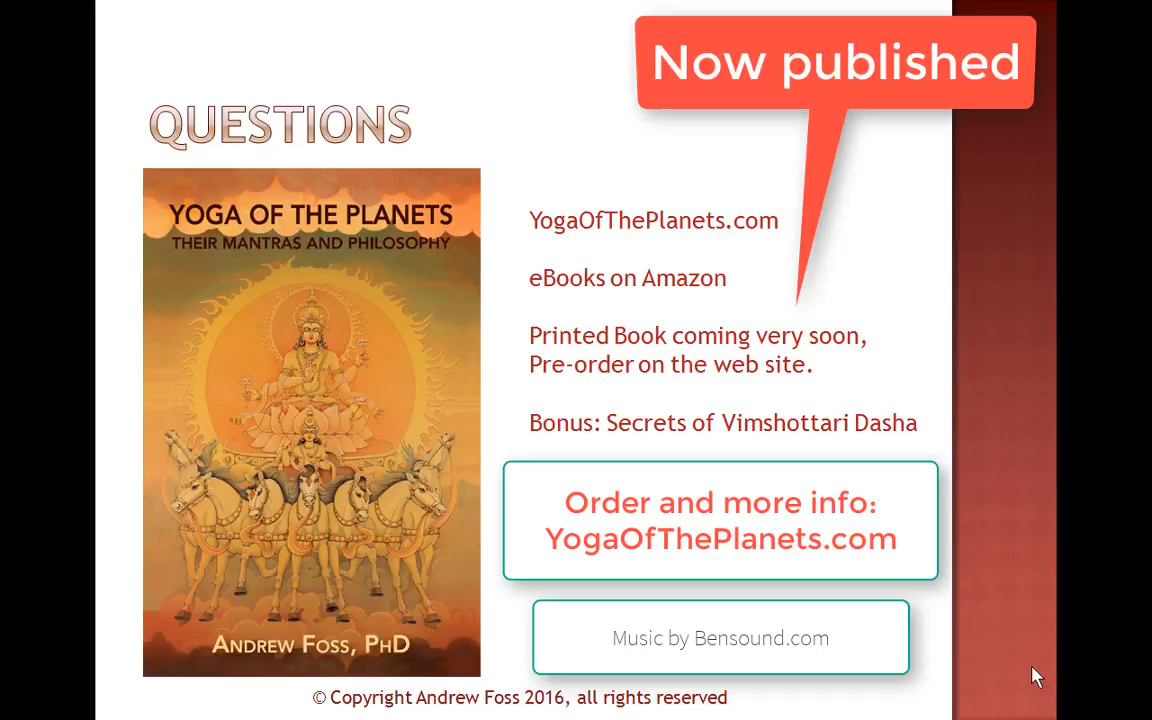 Now published
QUESTIONS
YOGA OF THE PLANETS
THEIR MANTRAS AND PHILOSOPHY
ANDREW FOSS, PHD
YogaOfThePlanets.com
eBooks on Amazon
Printed Book coming very soon,
Pre-order on the web site.
Bonus: Secrets of Vimshottari Dasha
Order and more info:
YogaOfThePlanets.com
Music by Bensound.com
© Copyright Andrew Foss 2016, all rights reserved